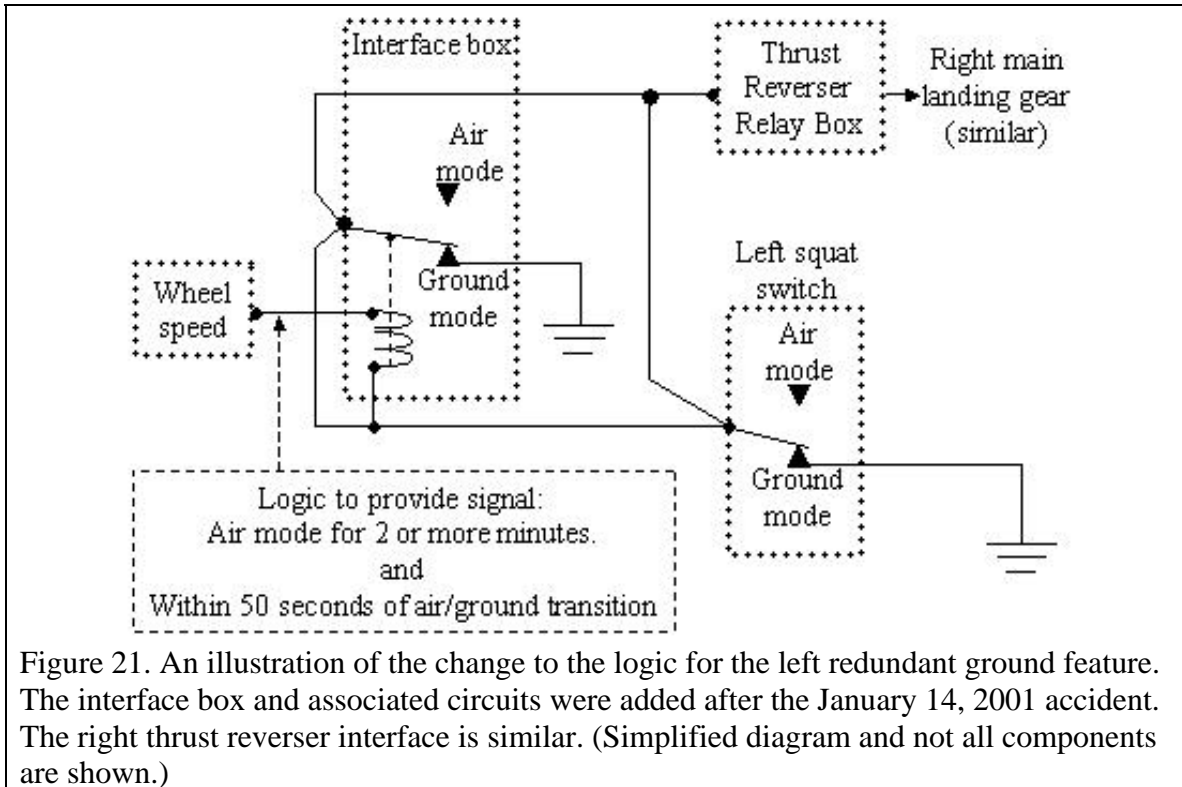 Interface box
Thrust
Reverser
Relay Box
Right main
landing gear
(similar)
Air
mode
Ground
mode
Wheel
speed
Left squat
switch
Air
mode
Ground
mode
Logic to provide signal:
Air mode for 2 or more minutes.
and
Within 50 seconds of air/ground transition
Figure 21. An illustration of the change to the logic for the left redundant ground feature.
The interface box and associated circuits were added after the January 14, 2001 accident.
The right thrust reverser interface is similar. (Simplified diagram and not all components
are shown.)